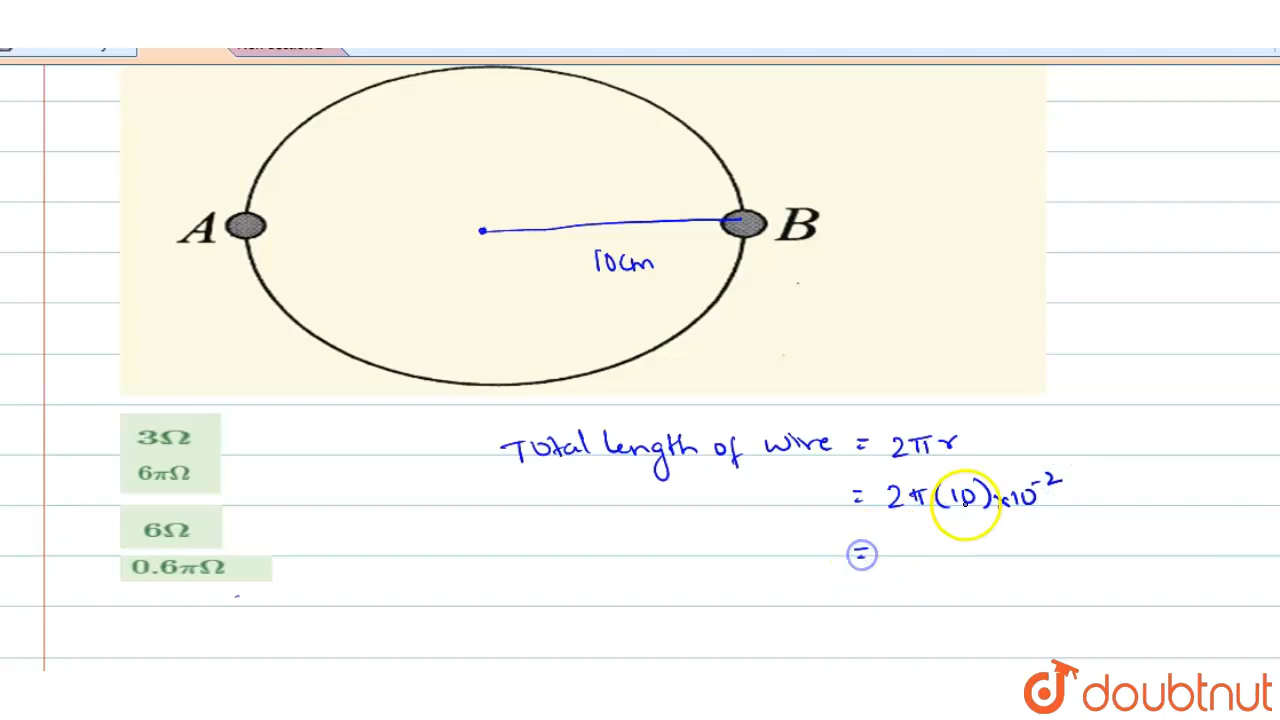 A
B
10cm
3Ω
6πΩ
6Ω
0.6πΩ
Total length of wire = 2πr
= 2π(10)×10⁻²
=
doubtnut